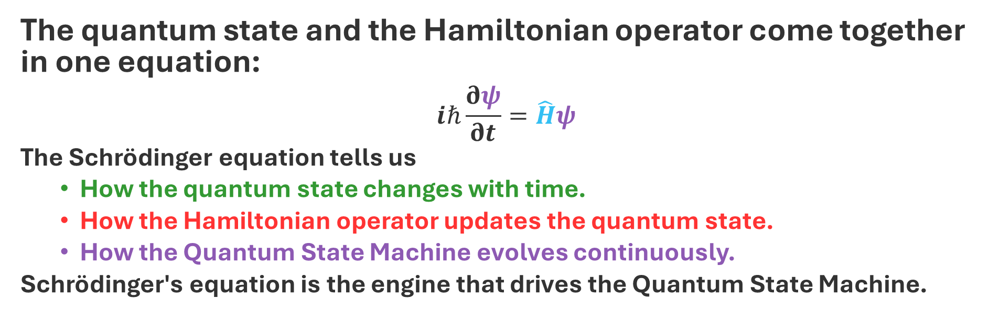 The quantum state and the Hamiltonian operator come together
in one equation:
iħ ∂ψ/∂t = Ĥψ
The Schrödinger equation tells us
• How the quantum state changes with time.
• How the Hamiltonian operator updates the quantum state.
• How the Quantum State Machine evolves continuously.
Schrödinger's equation is the engine that drives the Quantum State Machine.